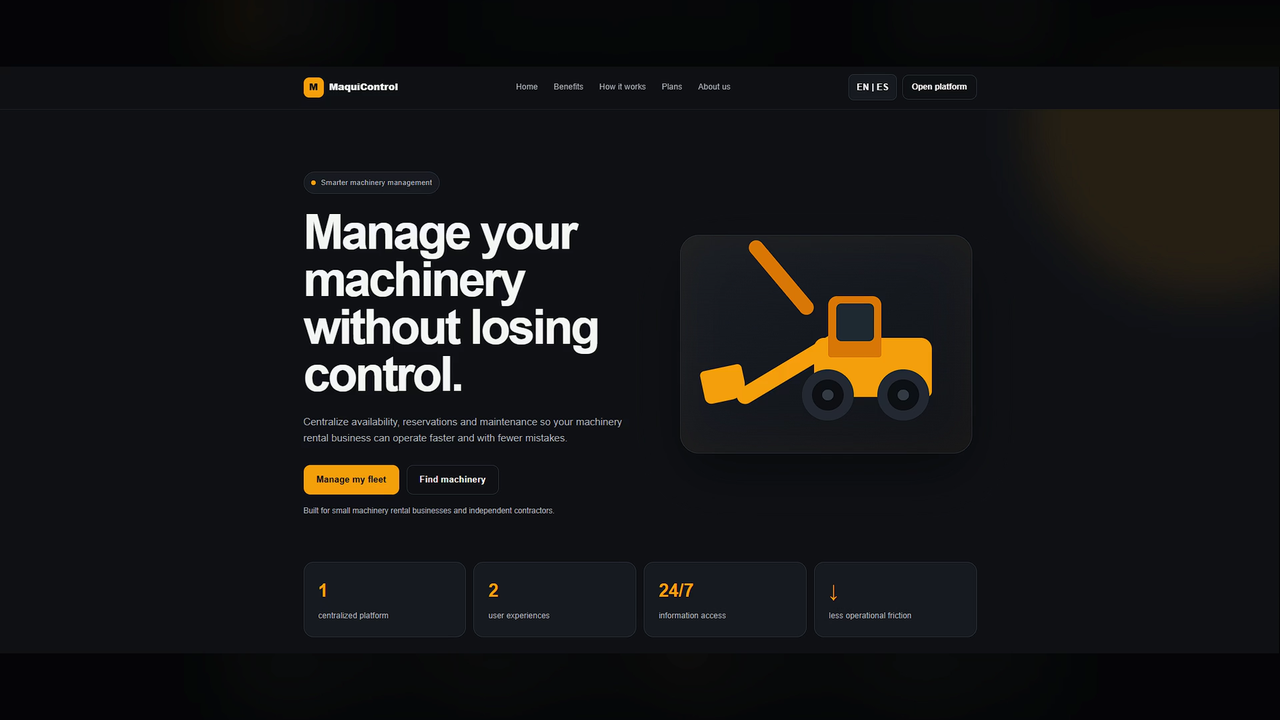 M MaquiControl
Home Benefits How it works Plans About us
EN | ES
Open platform
Smarter machinery management
Manage your
machinery
without losing
control.
Centralize availability, reservations and maintenance so your machinery
rental business can operate faster and with fewer mistakes.
Manage my fleet
Find machinery
Built for small machinery rental businesses and independent contractors.
1
centralized platform
2
user experiences
24/7
information access
↓
less operational friction